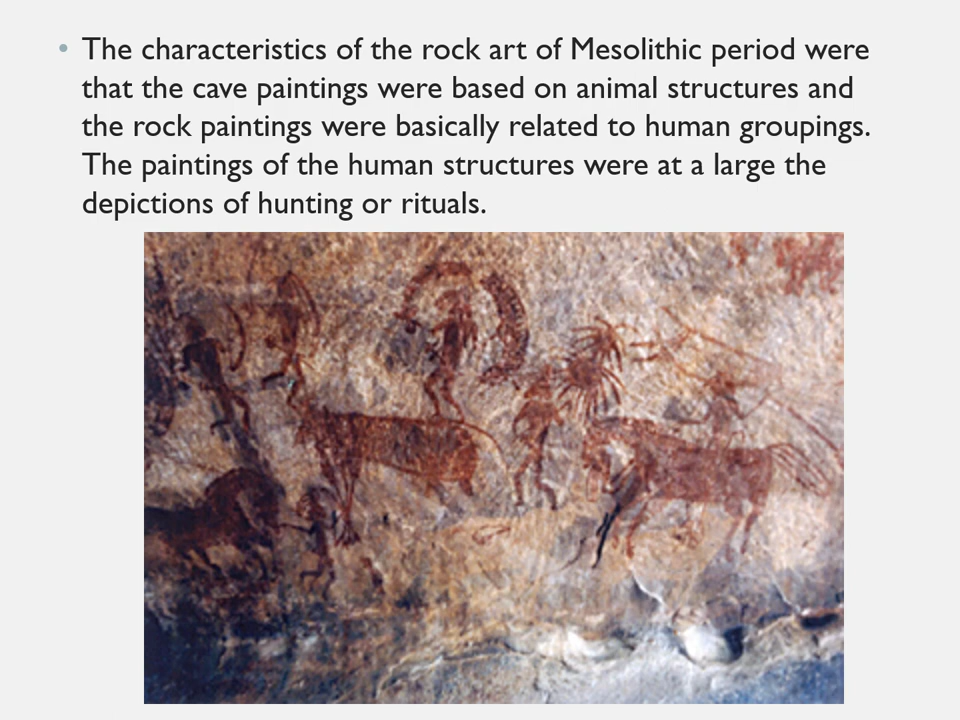 • The characteristics of the rock art of Mesolithic period were
that the cave paintings were based on animal structures and
the rock paintings were basically related to human groupings.
The paintings of the human structures were at a large the
depictions of hunting or rituals.